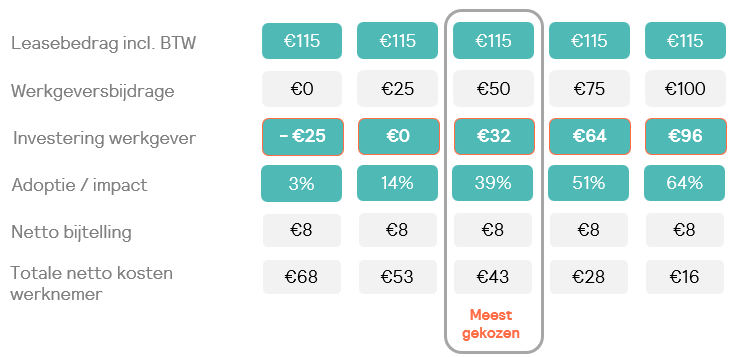 Leasebedrag incl. BTW €115 €115 €115 €115 €115
Werkgeversbijdrage €0 €25 €50 €75 €100
Investering werkgever - €25 €0 €32 €64 €96
Adoptie / impact 3% 14% 39% 51% 64%
Netto bijtelling €8 €8 €8 €8 €8
Totale netto kosten
werknemer €68 €53 €43 €28 €16
Meest
gekozen